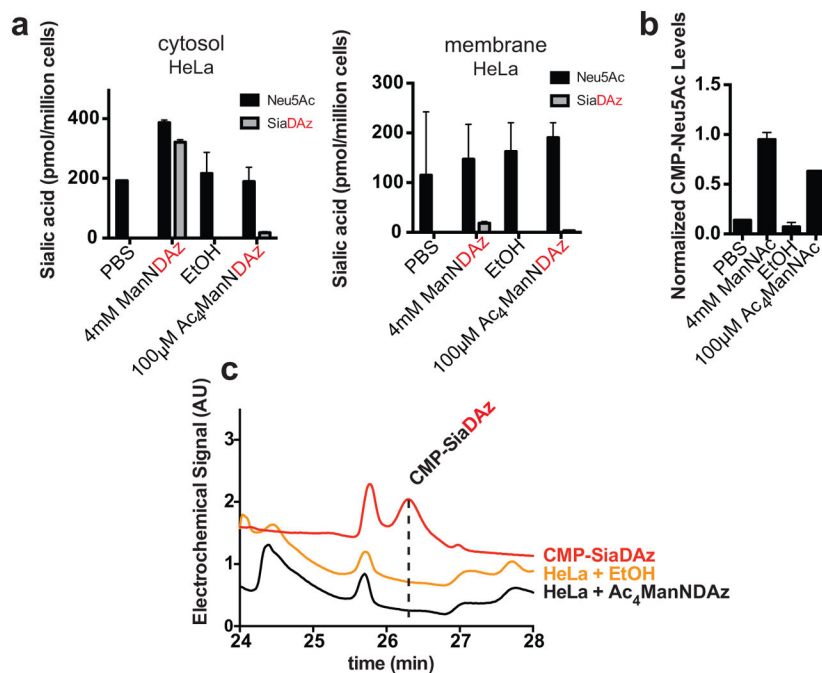 a
cytosol
HeLa
Sialic acid (pmol/million cells)
400
200
0
Neu5Ac
SiaDAz
PBS
4mM ManNDAz
EtOH
100µM Ac4ManNDAz
membrane
HeLa
Sialic acid (pmol/million cells)
300
200
100
0
Neu5Ac
SiaDAz
PBS
4mM ManNDAz
EtOH
100µM Ac4ManNDAz
b
Normalized CMP-Neu5Ac Levels
1.5
1.0
0.5
0.0
PBS
4mM ManNAc
EtOH
100µM Ac4ManNAc
c
Electrochemical Signal (AU)
3
2
1
0
CMP-SiaDAz
CMP-SiaDAz
HeLa + EtOH
HeLa + Ac4ManNDAz
24
25
26
27
28
time (min)